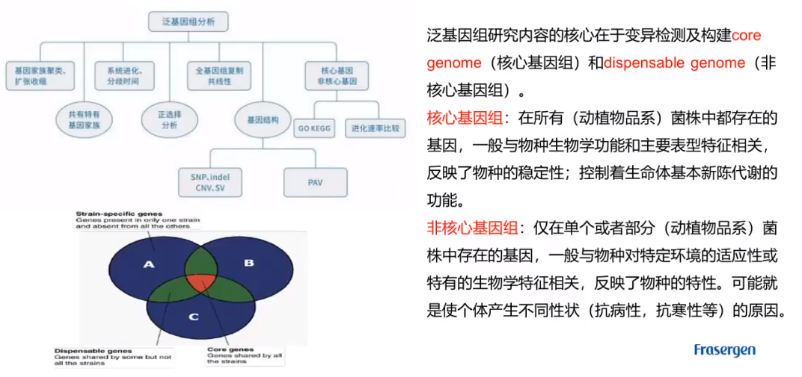 泛基因组分析
基因家族聚类、
扩张收缩
系统进化、
分歧时间
全基因组复制
共线性
核心基因
非核心基因
共有特有
基因家族
正选择
分析
基因结构
GO KEGG
进化速率比较
SNP、indel
CNV、SV
PAV
Strain-specific genes
Genes present in only one strain
and absent from all the others
A
B
C
Dispensable genes
Genes shared by some but not
all the strains
Core genes
Genes shared by all
the strains
泛基因组研究内容的核心在于变异检测及构建core
genome（核心基因组）和dispensable genome（非
核心基因组）。
核心基因组：在所有（动植物品系）菌株中都存在的
基因，一般与物种生物学功能和主要表型特征相关，
反映了物种的稳定性；控制着生命体基本新陈代谢的
功能。
非核心基因组：仅在单个或者部分（动植物品系）菌
株中存在的基因，一般与物种对特定环境的适应性或
特有的生物学特征相关，反映了物种的特性。可能就
是使个体产生不同性状（抗病性，抗寒性等）的原因。
Frasergen